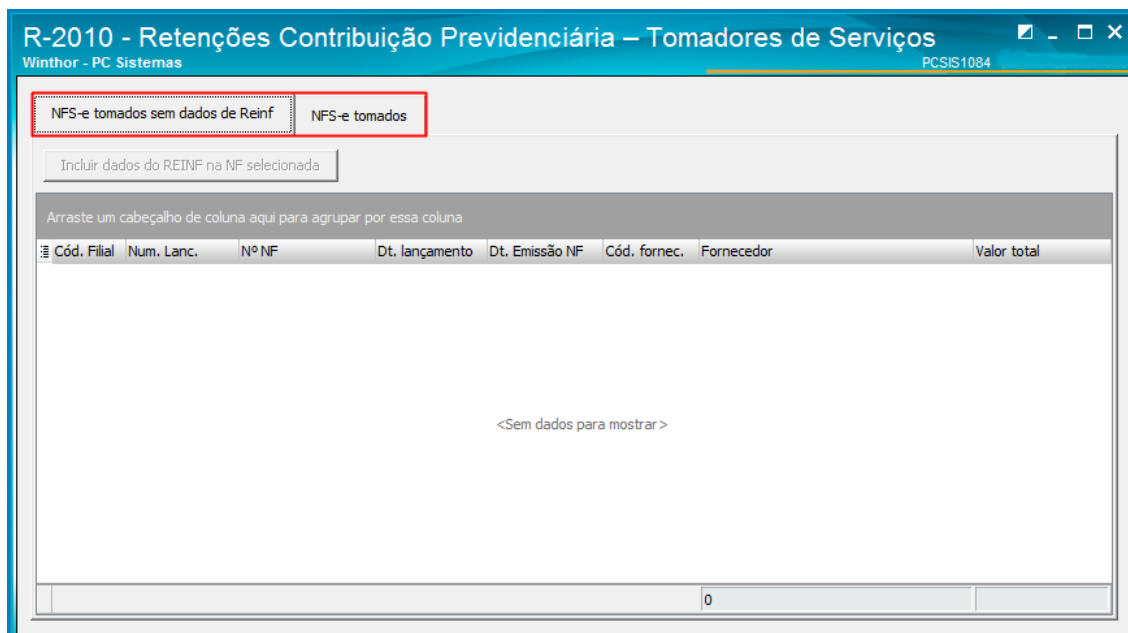 R-2010 - Retenções Contribuição Previdenciária – Tomadores de Serviços
Winthor - PC Sistemas PCSIS1084
NFS-e tomados sem dados de Reinf NFS-e tomados
Incluir dados do REINF na NF selecionada
Arraste um cabeçalho de coluna aqui para agrupar por essa coluna
Cód. Filial Num. Lanc. Nº NF Dt. lançamento Dt. Emissão NF Cód. fornec. Fornecedor Valor total
<Sem dados para mostrar>
0